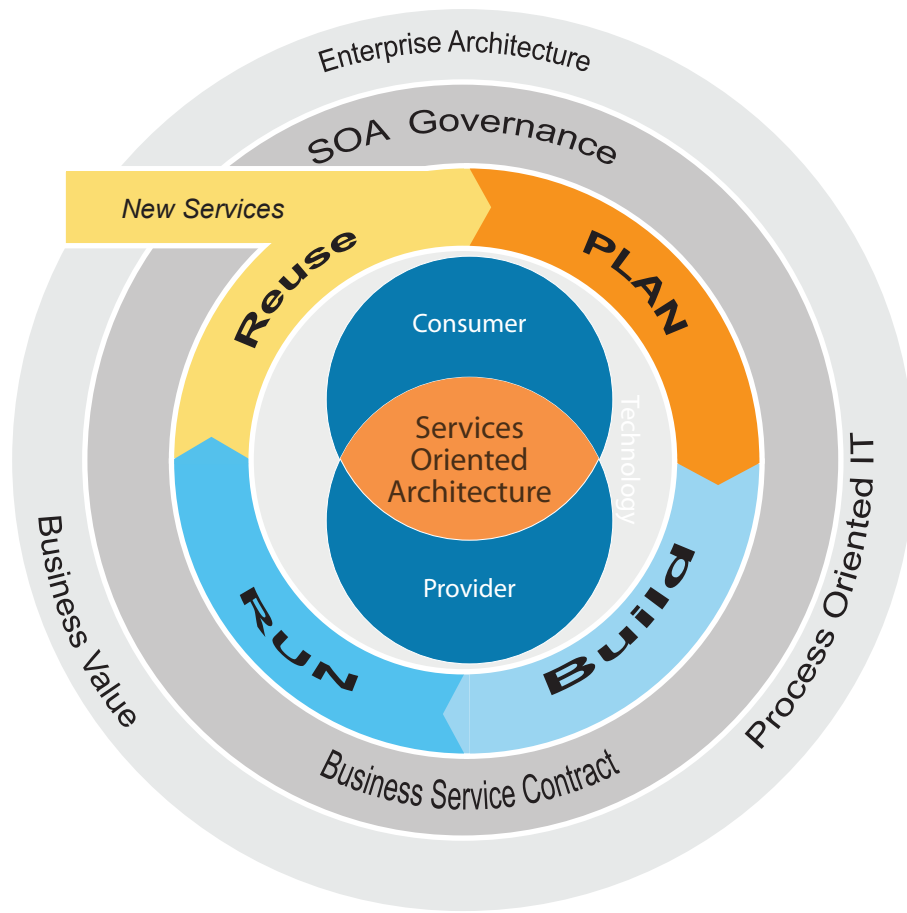 Enterprise Architecture
SOA Governance
New Services
Reuse
PLAN
Consumer
Technology
Services
Oriented
Architecture
Provider
Process Oriented IT
Business Value
RUN
Build
Business Service Contract